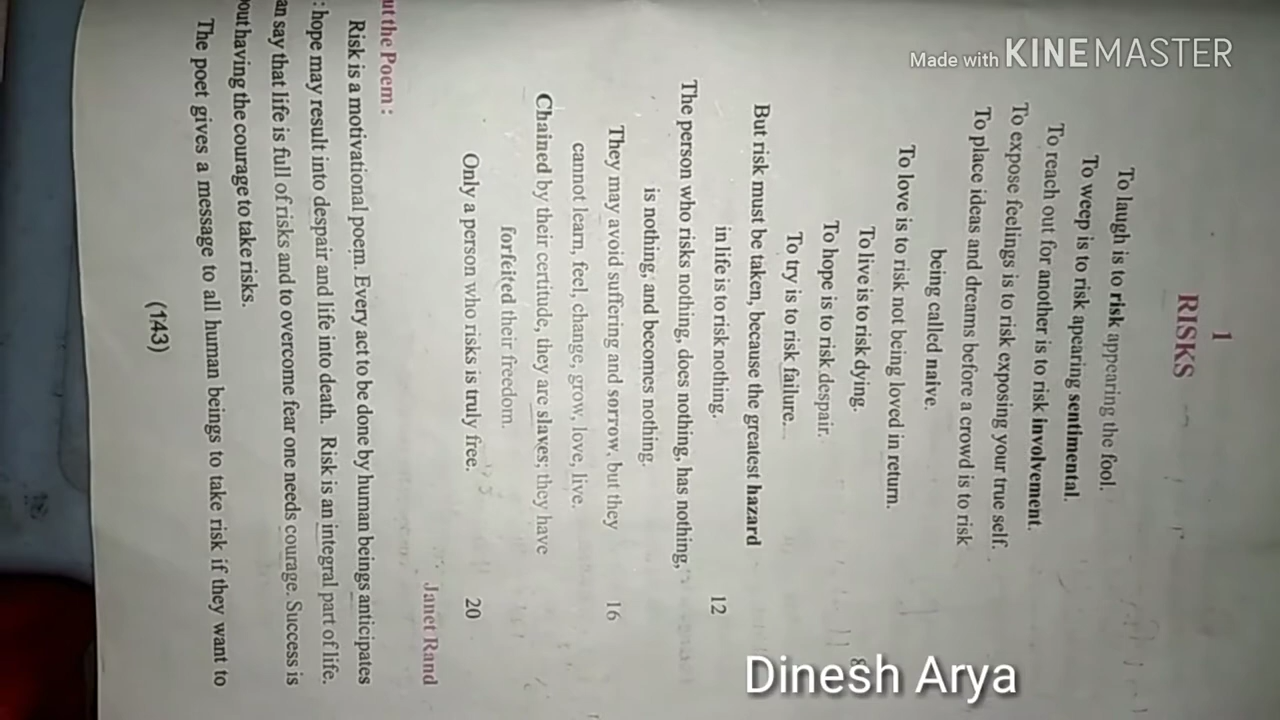 Made with KINEMASTER
1
RISKS
To laugh is to risk appearing the fool.
To weep is to risk apearing sentimental.
To reach out for another is to risk involvement.
To expose feelings is to risk exposing your true self.
To place ideas and dreams before a crowd is to risk
being called naive.
To love is to risk not being loved in return. 8
To live is to risk dying.
To hope is to risk despair.
To try is to risk failure.
But risk must be taken, because the greatest hazard
in life is to risk nothing. 12
The person who risks nothing, does nothing, has nothing,
is nothing, and becomes nothing.
They may avoid suffering and sorrow, but they 16
cannot learn, feel, change, grow, love, live.
Chained by their certitude, they are slaves; they have
forfeited their freedom.
Only a person who risks is truly free. 20
Janet Rand
ut the Poem :
Risk is a motivational poem. Every act to be done by human beings anticipates
: hope may result into despair and life into death. Risk is an integral part of life.
an say that life is full of risks and to overcome fear one needs courage. Success is
out having the courage to take risks.
The poet gives a message to all human beings to take risk if they want to
(143)
Dinesh Arya